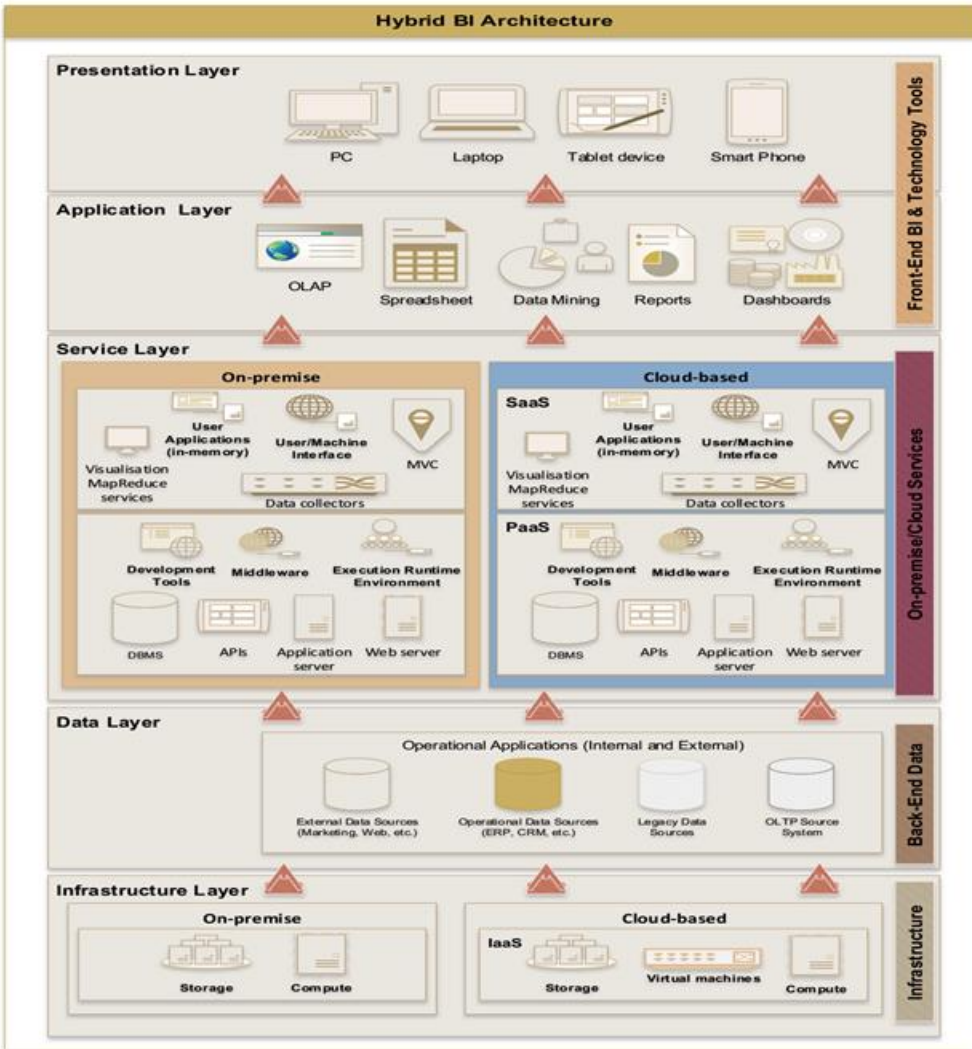 Hybrid BI Architecture
Presentation Layer
PC
Laptop
Tablet device
Smart Phone
Application Layer
OLAP
Spreadsheet
Data Mining
Reports
Dashboards
Front-End BI & Technology Tools
Service Layer
On-premise
User
Applications
(in-memory)
User/Machine
Interface
MVC
Visualisation
MapReduce
services
Data collectors
Development
Tools
Middleware
Execution Runtime
Environment
DBMS
APIs
Application
server
Web server
Cloud-based
SaaS
User
Applications
(in-memory)
User/Machine
Interface
MVC
Visualisation
MapReduce
services
Data collectors
PaaS
Development
Tools
Middleware
Execution Runtime
Environment
DBMS
APIs
Application
server
Web server
On-premise/Cloud Services
Data Layer
Operational Applications (Internal and External)
External Data Sources
(Marketing, Web, etc.)
Operational Data Sources
(ERP, CRM, etc.)
Legacy Data
Sources
OLTP Source
System
Back-End Data
Infrastructure Layer
On-premise
Storage
Compute
Cloud-based
IaaS
Storage
Virtual machines
Compute
Infrastructure